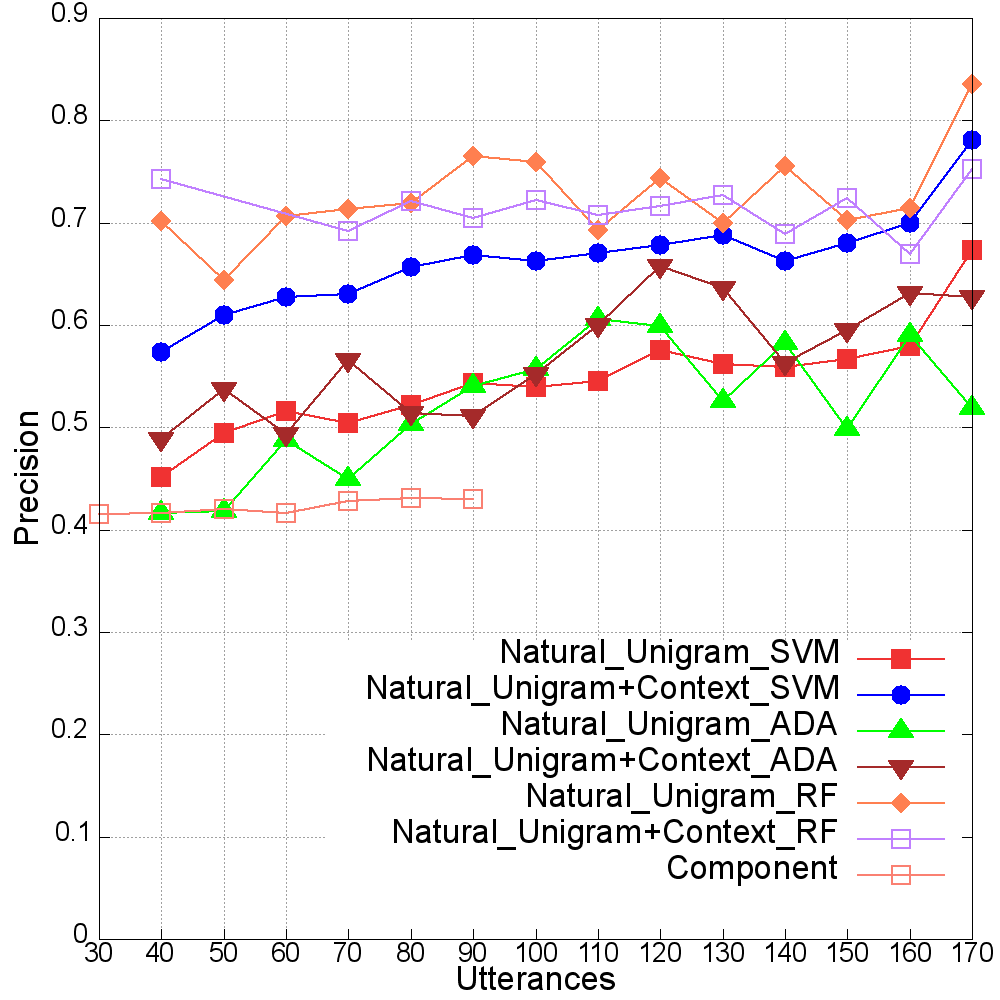 0.9
0.8
0.7
0.6
0.5
0.4
0.3
0.2
0.1
0
Precision
Natural_Unigram_SVM
Natural_Unigram+Context_SVM
Natural_Unigram_ADA
Natural_Unigram+Context_ADA
Natural_Unigram_RF
Natural_Unigram+Context_RF
Component
30 40 50 60 70 80 90 100 110 120 130 140 150 160 170
Utterances